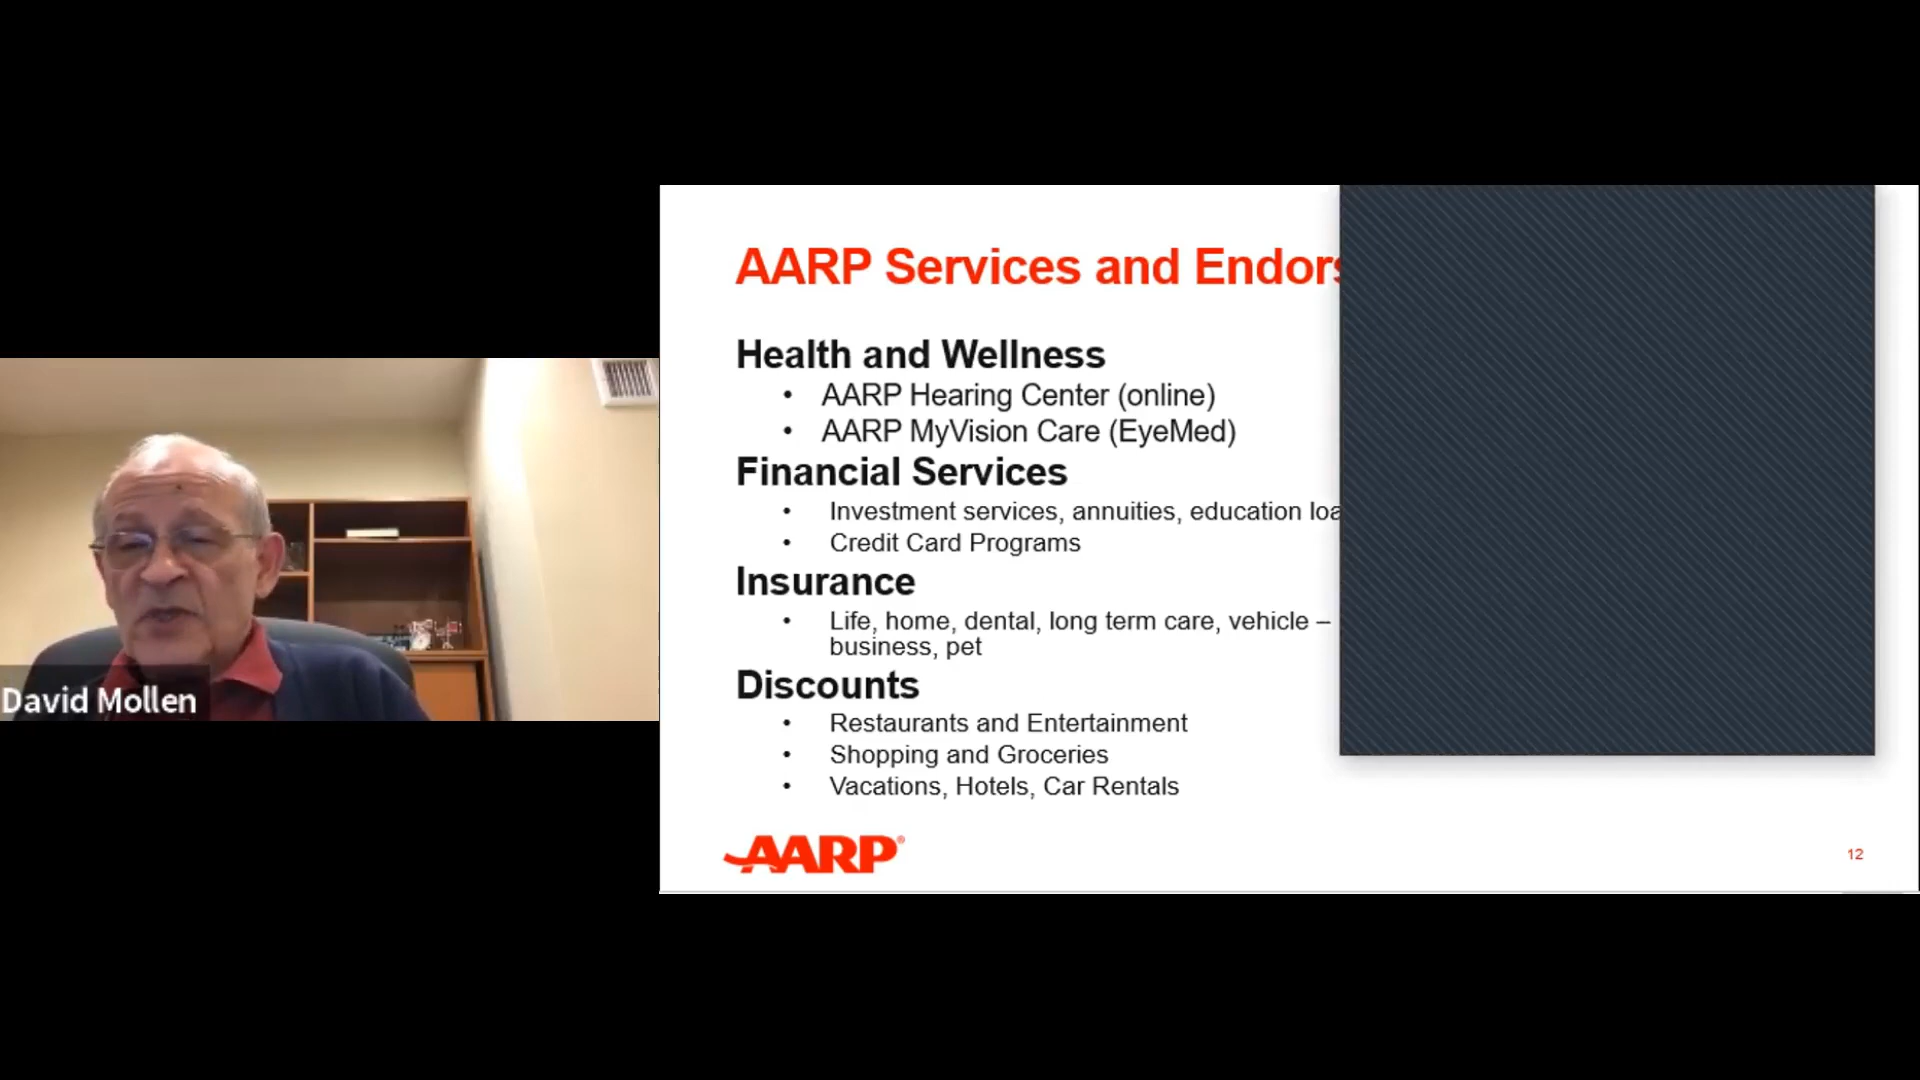 AARP Services and Endors
Health and Wellness
• AARP Hearing Center (online)
• AARP MyVision Care (EyeMed)
Financial Services
• Investment services, annuities, education loa
• Credit Card Programs
Insurance
• Life, home, dental, long term care, vehicle –
business, pet
Discounts
• Restaurants and Entertainment
• Shopping and Groceries
• Vacations, Hotels, Car Rentals
AARP®
12
David Mollen